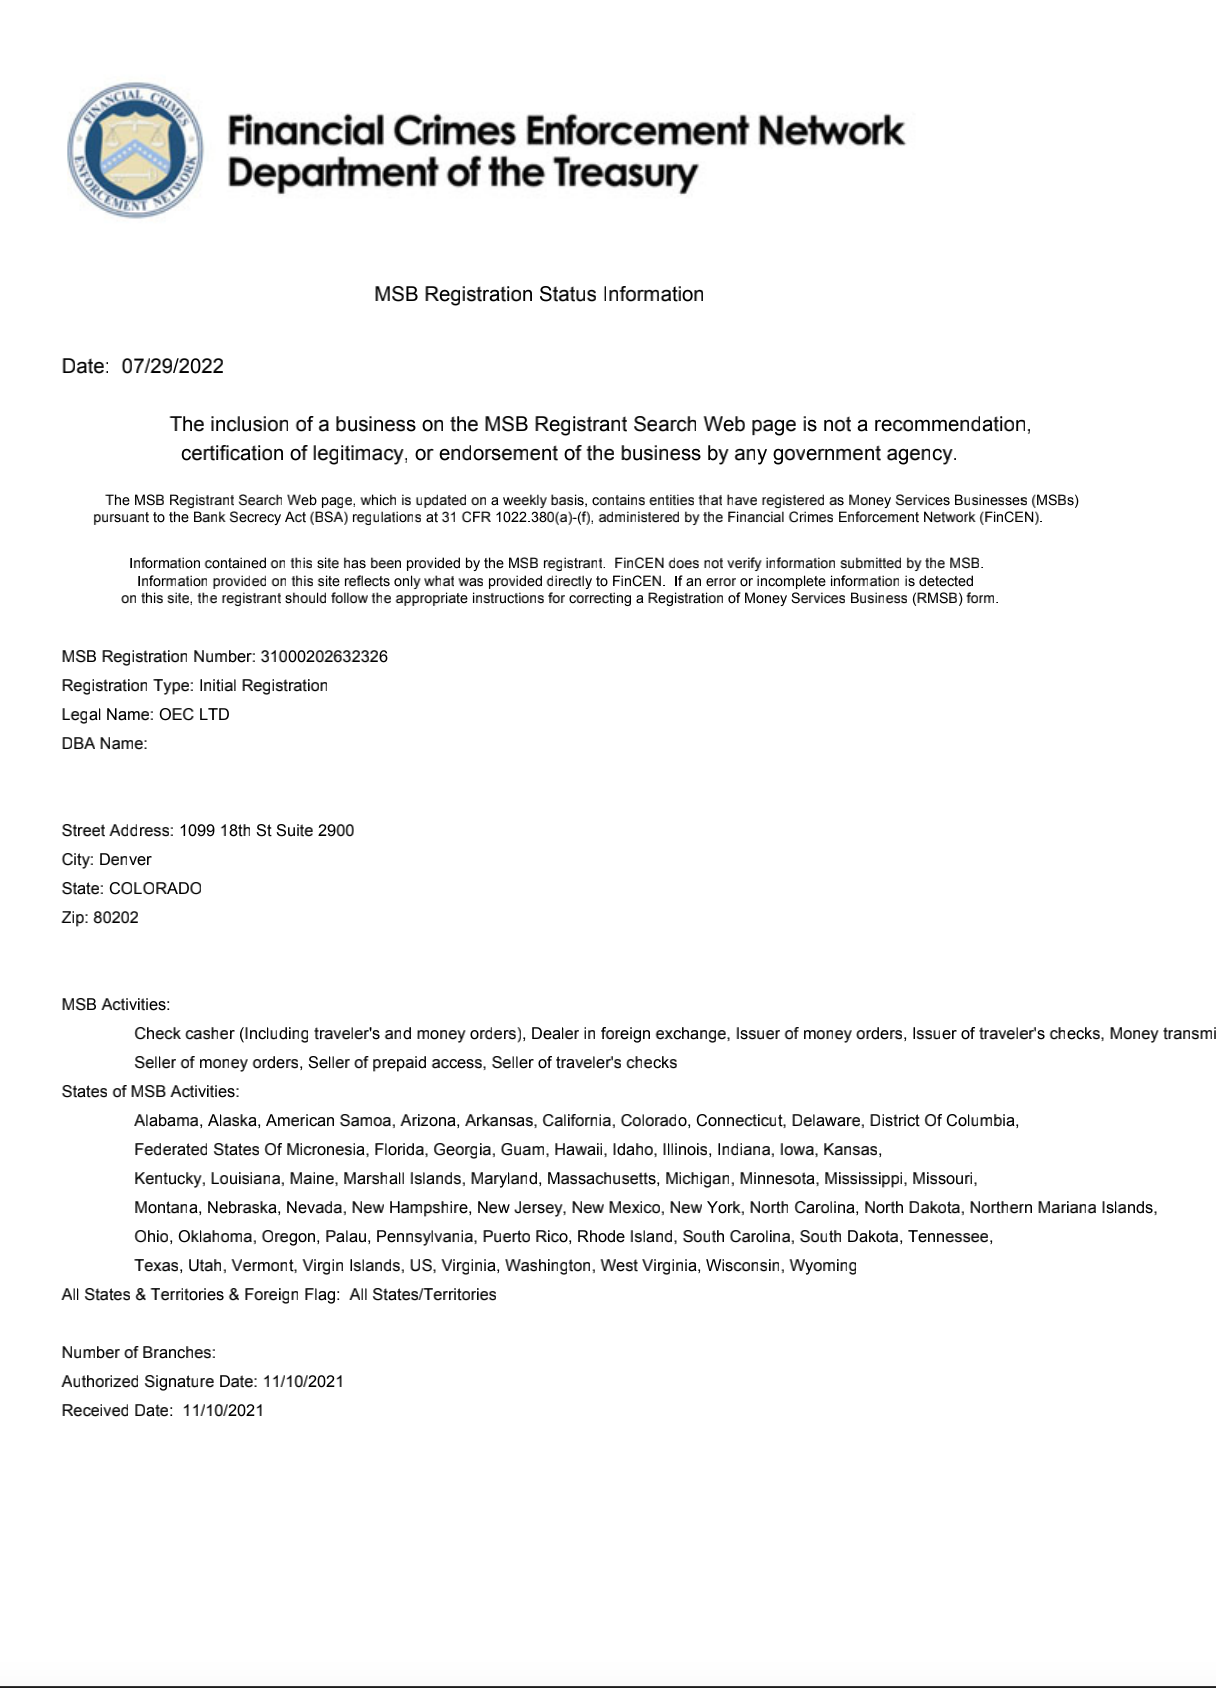 FINANCIAL CRIMES ENFORCEMENT NETWORK
Financial Crimes Enforcement Network
Department of the Treasury
MSB Registration Status Information
Date: 07/29/2022
The inclusion of a business on the MSB Registrant Search Web page is not a recommendation,
certification of legitimacy, or endorsement of the business by any government agency.
The MSB Registrant Search Web page, which is updated on a weekly basis, contains entities that have registered as Money Services Businesses (MSBs)
pursuant to the Bank Secrecy Act (BSA) regulations at 31 CFR 1022.380(a)-(f), administered by the Financial Crimes Enforcement Network (FinCEN).
Information contained on this site has been provided by the MSB registrant. FinCEN does not verify information submitted by the MSB.
Information provided on this site reflects only what was provided directly to FinCEN. If an error or incomplete information is detected
on this site, the registrant should follow the appropriate instructions for correcting a Registration of Money Services Business (RMSB) form.
MSB Registration Number: 31000202632326
Registration Type: Initial Registration
Legal Name: OEC LTD
DBA Name:
Street Address: 1099 18th St Suite 2900
City: Denver
State: COLORADO
Zip: 80202
MSB Activities:
Check casher (Including traveler's and money orders), Dealer in foreign exchange, Issuer of money orders, Issuer of traveler's checks, Money transmi
Seller of money orders, Seller of prepaid access, Seller of traveler's checks
States of MSB Activities:
Alabama, Alaska, American Samoa, Arizona, Arkansas, California, Colorado, Connecticut, Delaware, District Of Columbia,
Federated States Of Micronesia, Florida, Georgia, Guam, Hawaii, Idaho, Illinois, Indiana, Iowa, Kansas,
Kentucky, Louisiana, Maine, Marshall Islands, Maryland, Massachusetts, Michigan, Minnesota, Mississippi, Missouri,
Montana, Nebraska, Nevada, New Hampshire, New Jersey, New Mexico, New York, North Carolina, North Dakota, Northern Mariana Islands,
Ohio, Oklahoma, Oregon, Palau, Pennsylvania, Puerto Rico, Rhode Island, South Carolina, South Dakota, Tennessee,
Texas, Utah, Vermont, Virgin Islands, US, Virginia, Washington, West Virginia, Wisconsin, Wyoming
All States & Territories & Foreign Flag: All States/Territories
Number of Branches:
Authorized Signature Date: 11/10/2021
Received Date: 11/10/2021